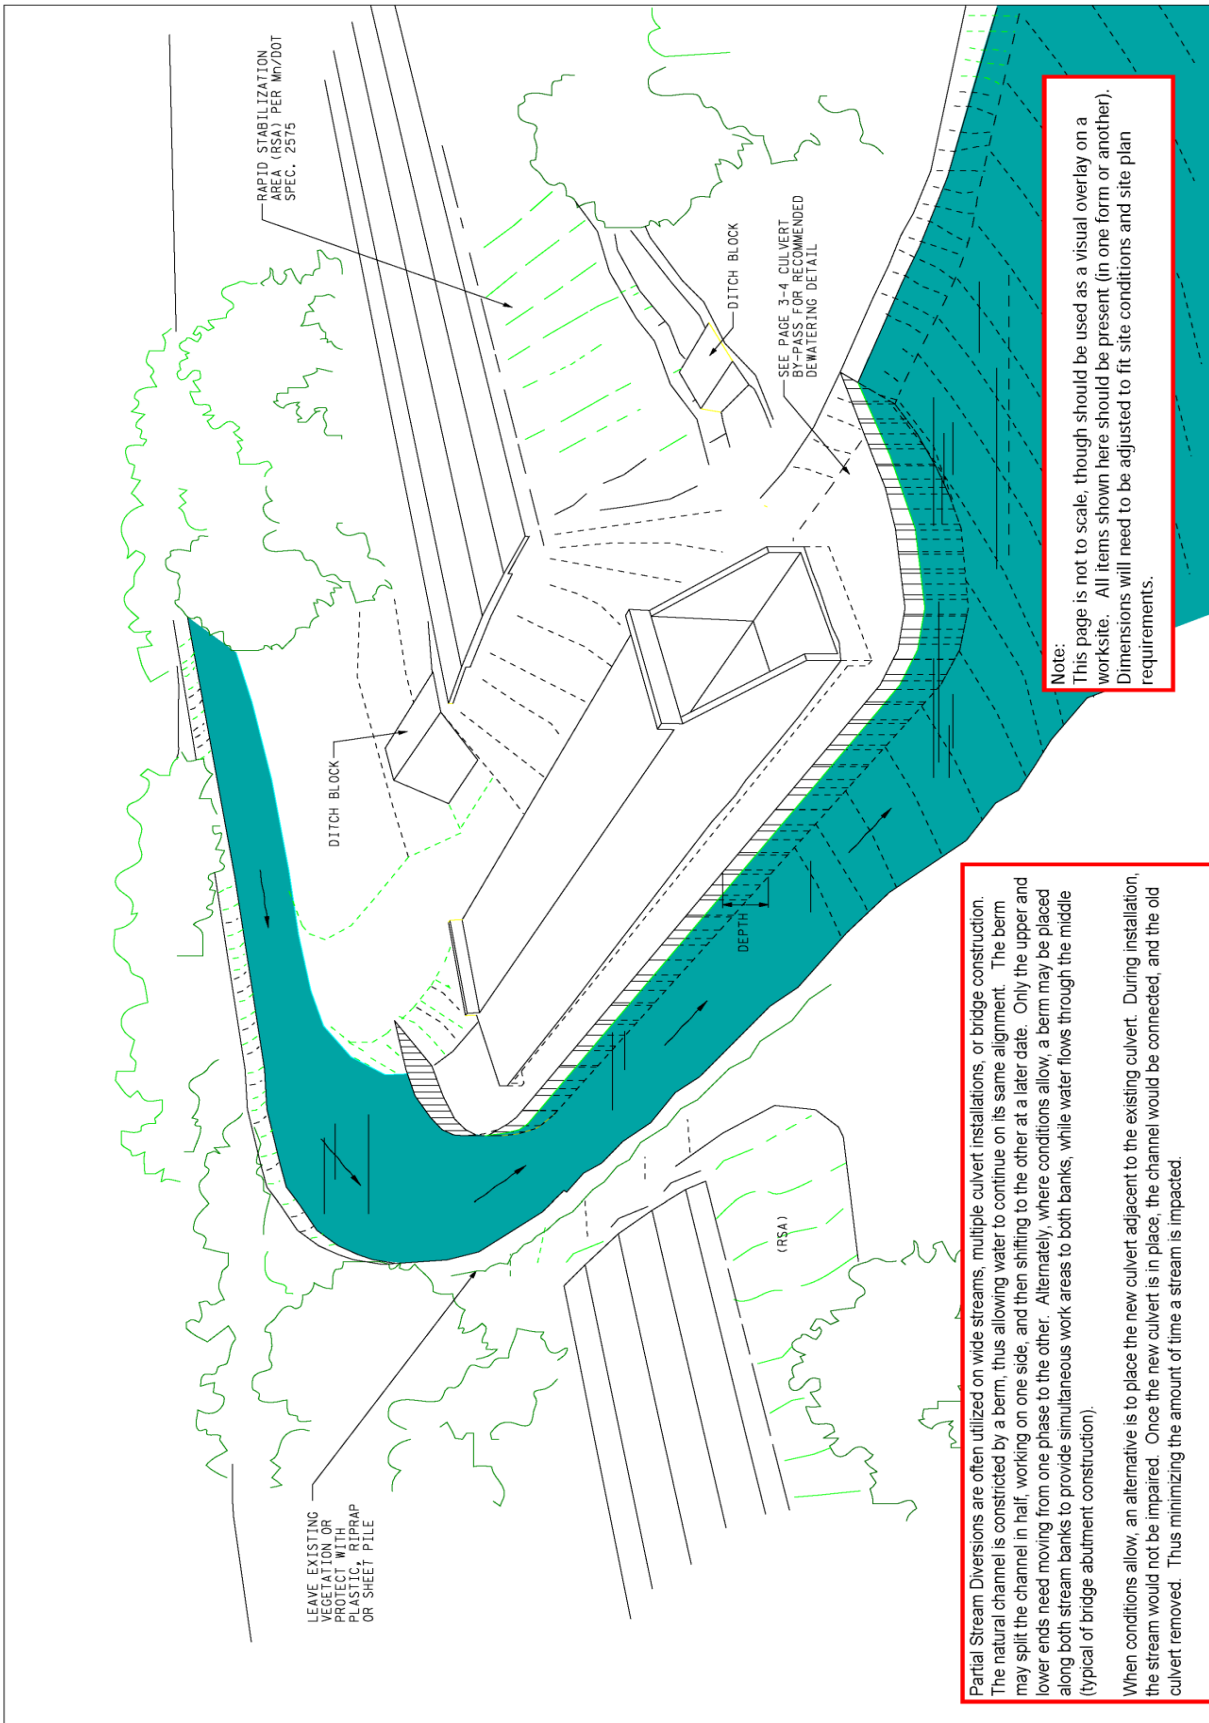 RAPID STABILIZATION
AREA (RSA) PER Mn/DOT
SPEC. 2575
DITCH BLOCK
DITCH BLOCK
SEE PAGE 3-4 CULVERT
BY-PASS FOR RECOMMENDED
DEWATERING DETAIL
DEPTH
(RSA)
LEAVE EXISTING
VEGETATION OR
PROTECT WITH
PLASTIC, RIPRAP
OR SHEET PILE
Partial Stream Diversions are often utilized on wide streams, multiple culvert installations, or bridge construction.
The natural channel is constricted by a berm, thus allowing water to continue on its same alignment. The berm
may split the channel in half, working on one side, and then shifting to the other at a later date. Only the upper and
lower ends need moving from one phase to the other. Alternately, where conditions allow, a berm may be placed
along both stream banks to provide simultaneous work areas to both banks, while water flows through the middle
(typical of bridge abutment construction).
When conditions allow, an alternative is to place the new culvert adjacent to the existing culvert. During installation,
the stream would not be impaired. Once the new culvert is in place, the channel would be connected, and the old
culvert removed. Thus minimizing the amount of time a stream is impacted.
Note:
This page is not to scale, though should be used as a visual overlay on a
worksite. All items shown here should be present (in one form or another).
Dimensions will need to be adjusted to fit site conditions and site plan
requirements.